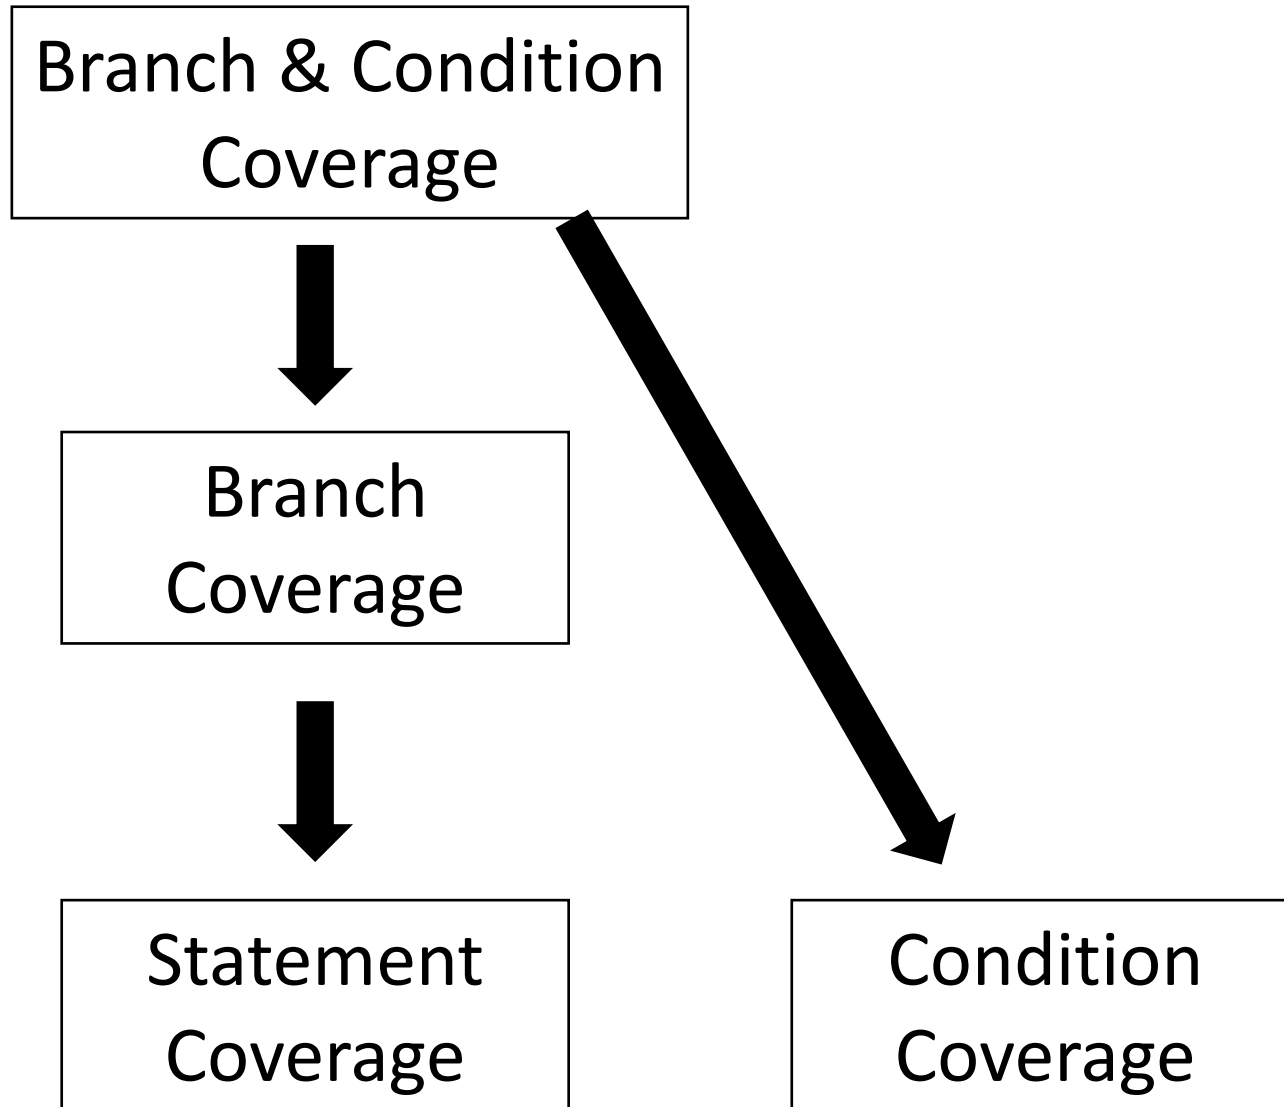 Branch & Condition
Coverage
Branch
Coverage
Statement
Coverage
Condition
Coverage